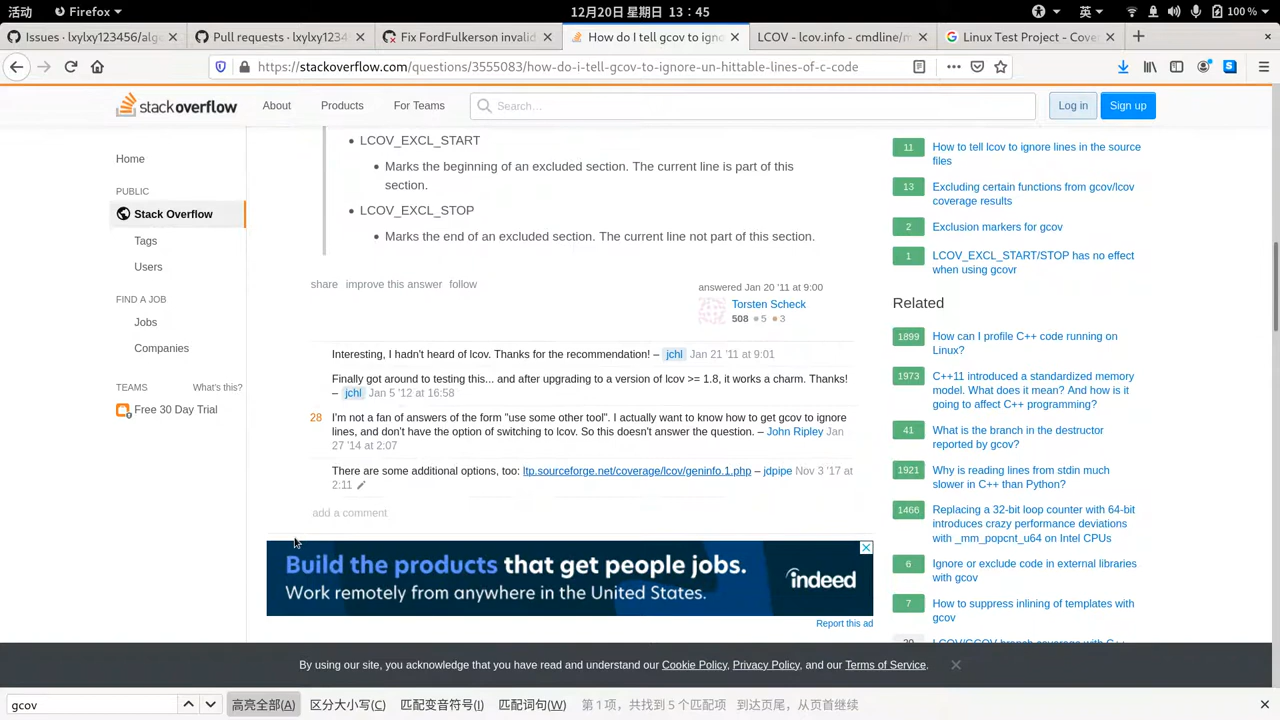 活动
Firefox
12月20日 星期日 13：45
英
100 %
Issues · lxylxy123456/algo
Pull requests · lxylxy1234
Fix FordFulkerson invalid
How do I tell gcov to igno
LCOV - lcov.info - cmdline/m
Linux Test Project - Cover
https://stackoverflow.com/questions/3555083/how-do-i-tell-gcov-to-ignore-un-hittable-lines-of-c-code
stackoverflow
About
Products
For Teams
Search…
Log in
Sign up
Home
PUBLIC
Stack Overflow
Tags
Users
FIND A JOB
Jobs
Companies
TEAMS
What's this?
Free 30 Day Trial
LCOV_EXCL_START
Marks the beginning of an excluded section. The current line is part of this
section.
LCOV_EXCL_STOP
Marks the end of an excluded section. The current line not part of this section.
share improve this answer follow
answered Jan 20 '11 at 9:00
Torsten Scheck
508 5 3
Interesting, I hadn't heard of lcov. Thanks for the recommendation! – jchl Jan 21 '11 at 9:01
Finally got around to testing this... and after upgrading to a version of lcov >= 1.8, it works a charm. Thanks!
– jchl Jan 5 '12 at 16:58
28 I'm not a fan of answers of the form "use some other tool". I actually want to know how to get gcov to ignore
lines, and don't have the option of switching to lcov. So this doesn't answer the question. – John Ripley Jan
27 '14 at 2:07
There are some additional options, too: ltp.sourceforge.net/coverage/lcov/geninfo.1.php – jdpipe Nov 3 '17 at
2:11
add a comment
Build the products that get people jobs.
Work remotely from anywhere in the United States.
indeed
Report this ad
11 How to tell lcov to ignore lines in the source
files
13 Excluding certain functions from gcov/lcov
coverage results
2 Exclusion markers for gcov
1 LCOV_EXCL_START/STOP has no effect
when using gcovr
Related
1899 How can I profile C++ code running on
Linux?
1973 C++11 introduced a standardized memory
model. What does it mean? And how is it
going to affect C++ programming?
41 What is the branch in the destructor
reported by gcov?
1921 Why is reading lines from stdin much
slower in C++ than Python?
1466 Replacing a 32-bit loop counter with 64-bit
introduces crazy performance deviations
with _mm_popcnt_u64 on Intel CPUs
6 Ignore or exclude code in external libraries
with gcov
7 How to suppress inlining of templates with
gcov
LCOV/GCOV branch coverage with C++
By using our site, you acknowledge that you have read and understand our Cookie Policy, Privacy Policy, and our Terms of Service.
gcov
高亮全部(A)
区分大小写(C)
匹配变音符号(I)
匹配词句(W)
第 1 项，共找到 5 个匹配项
到达页尾，从页首继续